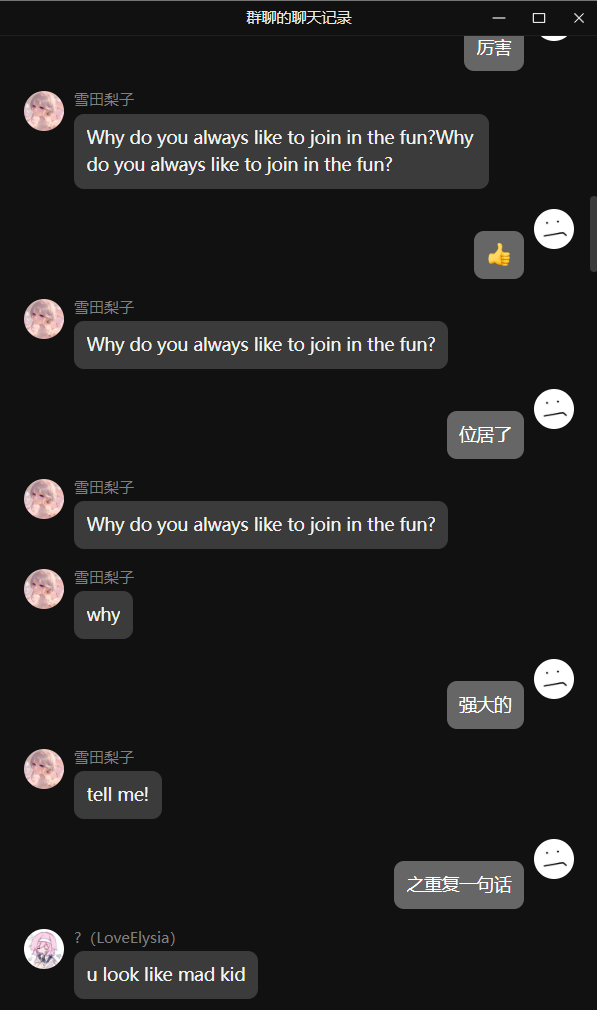 群聊的聊天记录
厉害
雪田梨子
Why do you always like to join in the fun?Why
do you always like to join in the fun?
👍
雪田梨子
Why do you always like to join in the fun?
位居了
雪田梨子
Why do you always like to join in the fun?
雪田梨子
why
强大的
雪田梨子
tell me!
之重复一句话
?（LoveElysia）
u look like mad kid